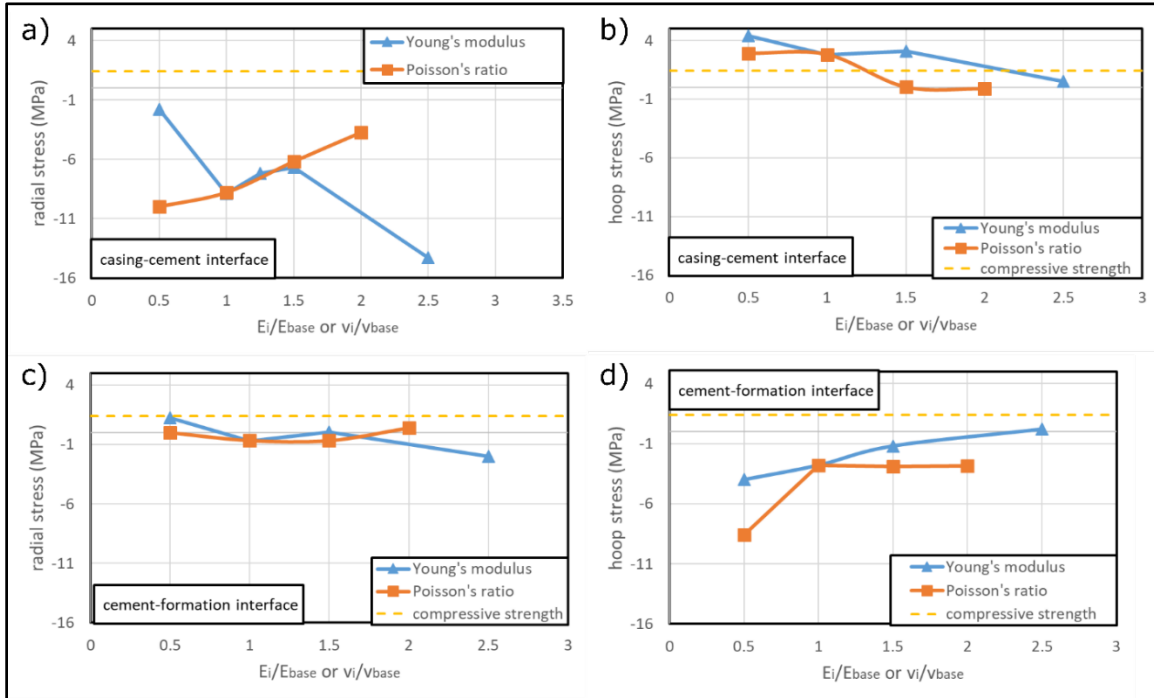 a)
4
-1
-6
-11
-16
radial stress (MPa)
Young's modulus
Poisson's ratio
casing-cement interface
0 0.5 1 1.5 2 2.5 3 3.5
Ei/Ebase or vi/vbase
b)
4
-1
-6
-11
-16
hoop stress (MPa)
Young's modulus
Poisson's ratio
compressive strength
casing-cement interface
0 0.5 1 1.5 2 2.5 3
Ei/Ebase or vi/vbase
c)
4
-1
-6
-11
-16
radial stress (MPa)
Young's modulus
Poisson's ratio
compressive strength
cement-formation interface
0 0.5 1 1.5 2 2.5 3
Ei/Ebase or vi/vbase
d)
cement-formation interface
4
-1
-6
-11
-16
hoop stress (MPa)
Young's modulus
Poisson's ratio
compressive strength
0 0.5 1 1.5 2 2.5 3
Ei/Ebase or vi/vbase